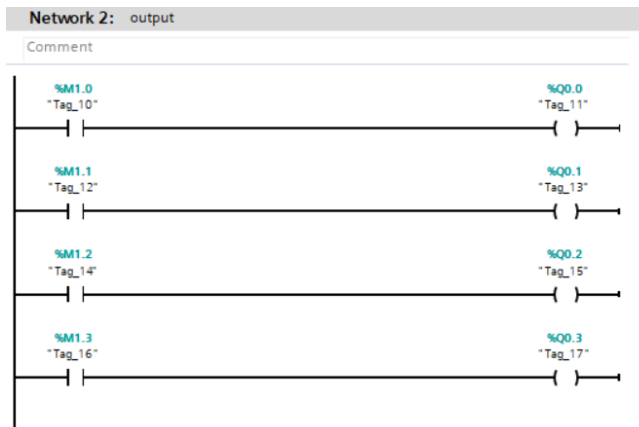 Network 2: output
Comment
%M1.0 %Q0.0
"Tag_10" "Tag_11"
%M1.1 %Q0.1
"Tag_12" "Tag_13"
%M1.2 %Q0.2
"Tag_14" "Tag_15"
%M1.3 %Q0.3
"Tag_16" "Tag_17"